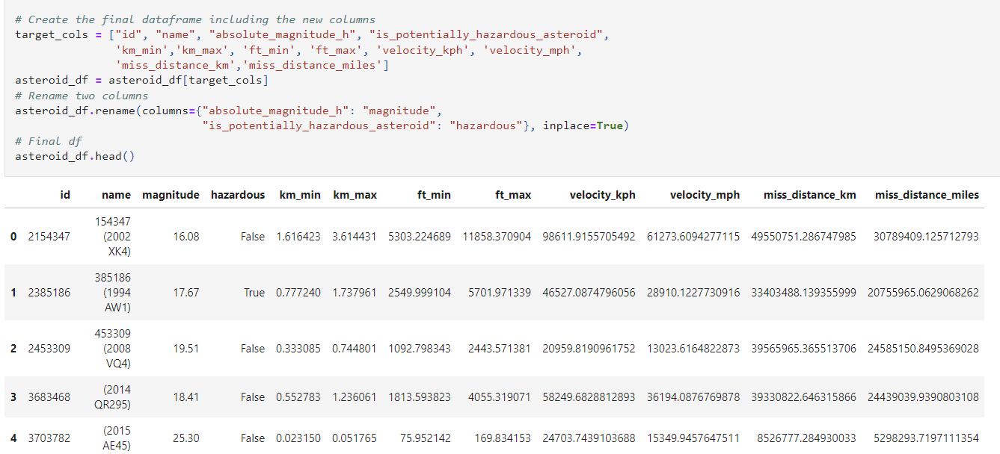 # Create the final dataframe including the new columns
target_cols = ["id", "name", "absolute_magnitude_h", "is_potentially_hazardous_asteroid",
'km_min','km_max', 'ft_min', 'ft_max', 'velocity_kph', 'velocity_mph',
'miss_distance_km','miss_distance_miles']
asteroid_df = asteroid_df[target_cols]
# Rename two columns
asteroid_df.rename(columns={"absolute_magnitude_h": "magnitude",
"is_potentially_hazardous_asteroid": "hazardous"}, inplace=True)
# Final df
asteroid_df.head()
id name magnitude hazardous km_min km_max ft_min ft_max velocity_kph velocity_mph miss_distance_km miss_distance_miles
154347
0 2154347 (2002 16.08 False 1.616423 3.614431 5303.224689 11858.370904 98611.9155705492 61273.6094277115 49550751.286747985 30789409.125712793
XK4)
385186
1 2385186 (1994 17.67 True 0.777240 1.737961 2549.999104 5701.971339 46527.0874796056 28910.1227730916 33403488.139355999 20755965.0629068262
AW1)
453309
2 2453309 (2008 19.51 False 0.333085 0.744801 1092.798343 2443.571381 20959.8190961752 13023.6164822873 39565965.365513706 24585150.8495369028
VQ4)
(2014
3 3683468 18.41 False 0.552783 1.236061 1813.593823 4055.319071 58249.6828812893 36194.0876769878 39330822.646315866 24439039.9390803108
QR295)
(2015
4 3703782 25.30 False 0.023150 0.051765 75.952142 169.834153 24703.7439103688 15349.9457647511 8526777.284930033 5298293.7197111354
AE45)